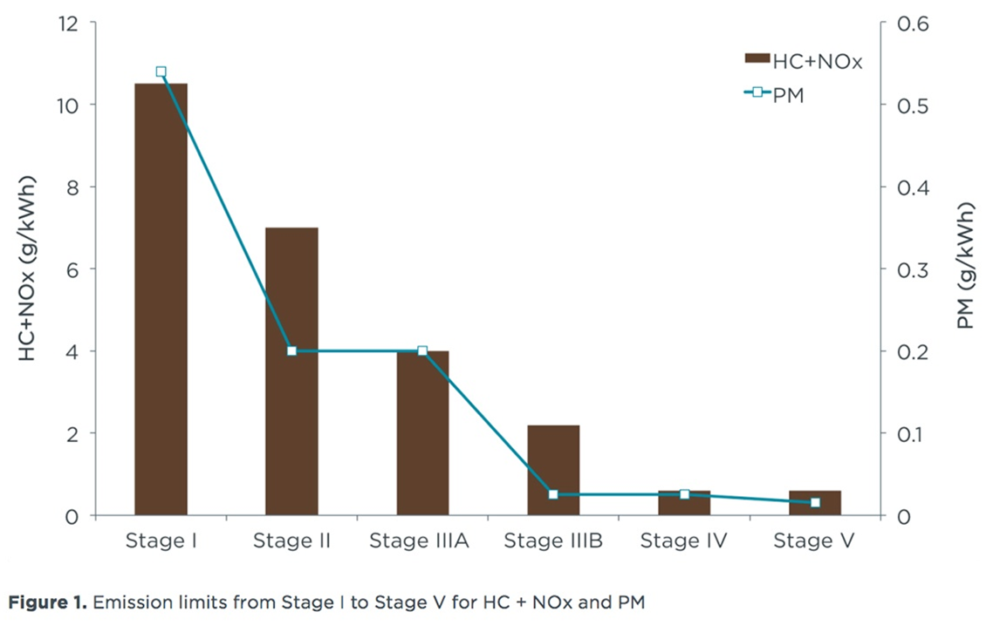 12
10
8
6
4
2
0
HC+NOx (g/kWh)
0.6
0.5
0.4
0.3
0.2
0.1
0
PM (g/kWh)
HC+NOx
PM
Stage I
Stage II
Stage IIIA
Stage IIIB
Stage IV
Stage V
Figure 1. Emission limits from Stage I to Stage V for HC + NOx and PM